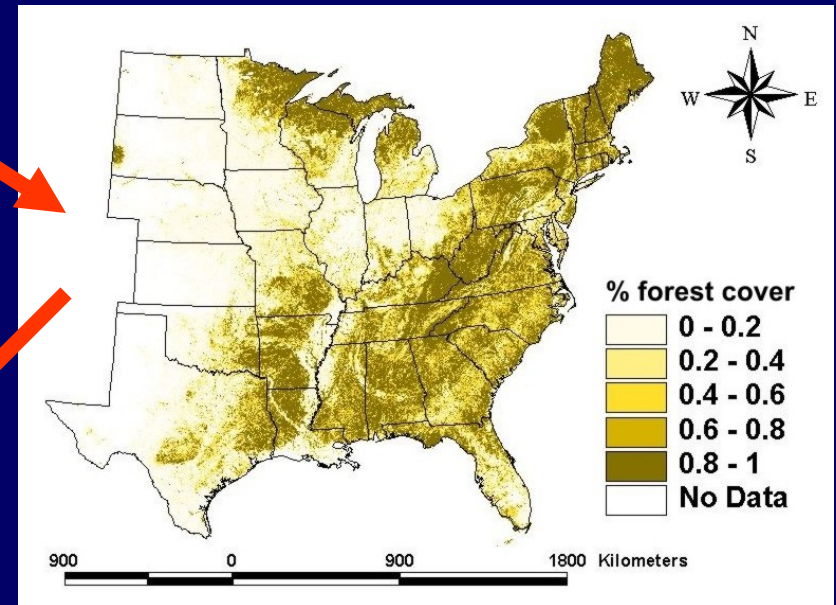 N
W
E
S
% forest cover
0 - 0.2
0.2 - 0.4
0.4 - 0.6
0.6 - 0.8
0.8 - 1
No Data
900 0 900 1800 Kilometers